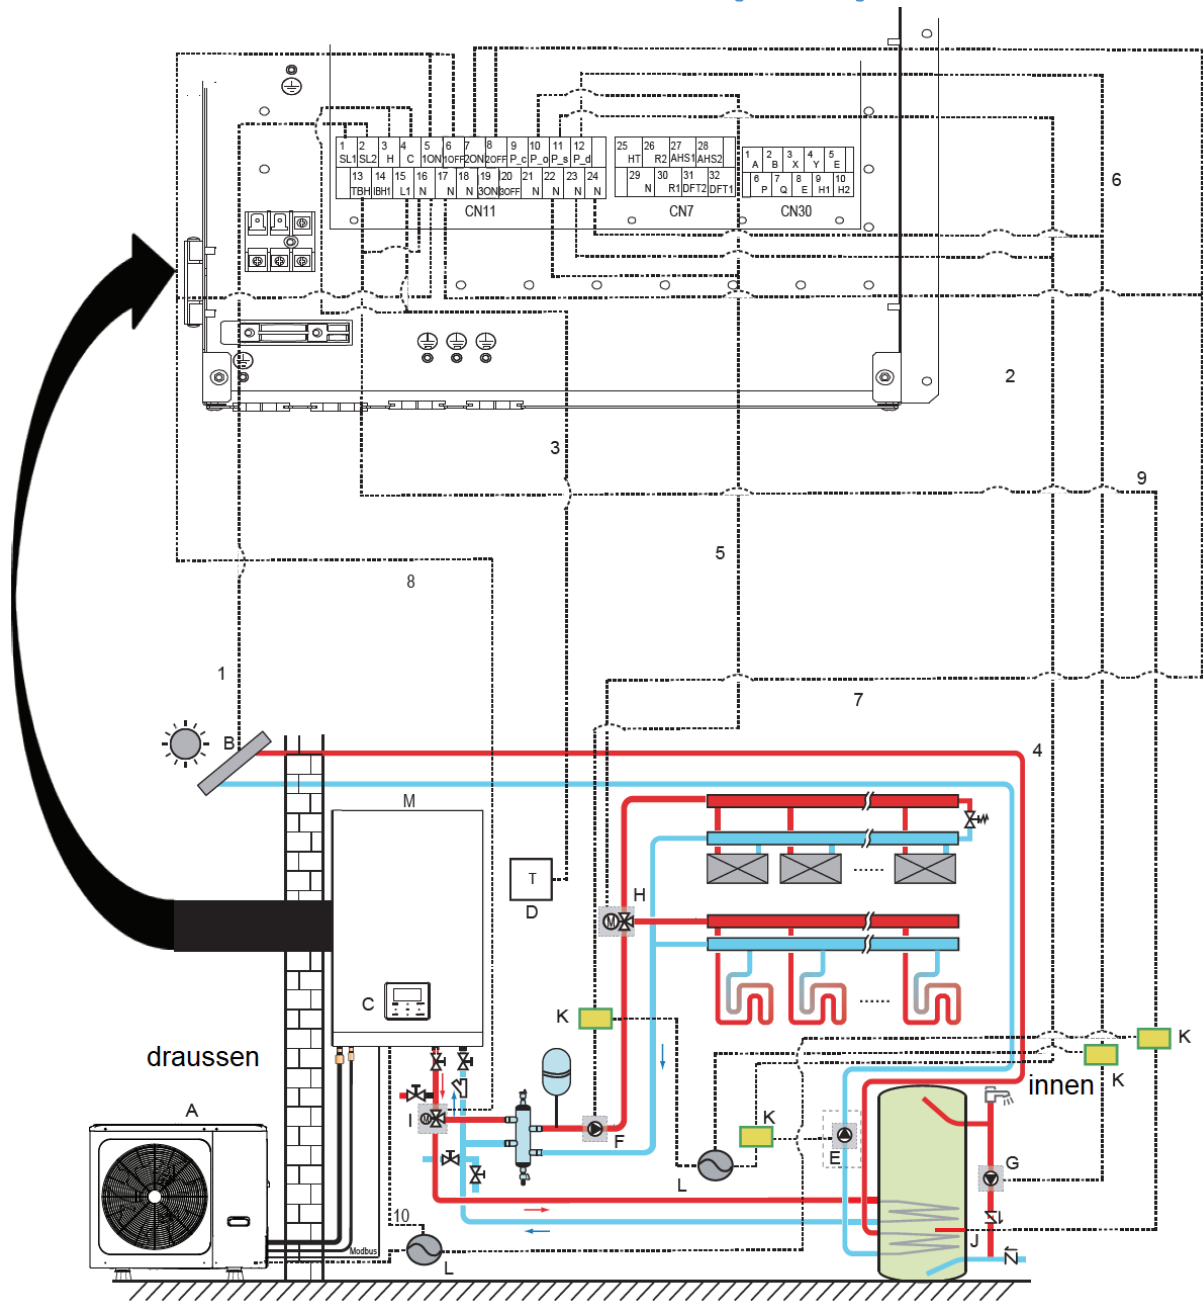 1 2 3 4 5 6 7 8 9 10 11 12
SL1 SL2 H C 1ON 1OFF 2ON 2OFF P_c P_o P_s P_d
13 14 15 16 17 18 19 20 21 22 23 24
TBH IBH1 L1 N N N 3ON 3OFF N N N N
CN11
25 26 27 28
HT R2 AHS1 AHS2
29 30 31 32
N R1 DFT2 DFT1
CN7
1 2 3 4 5
A B X Y E
6 7 8 9 10
P Q E H1 H2
CN30
6
2
3
9
5
8
1
7
B
4
M
T
D
H
M
C
K
draussen
K
innen
K
A
I
M
F
K
E
G
L
10
J
Modbus
L